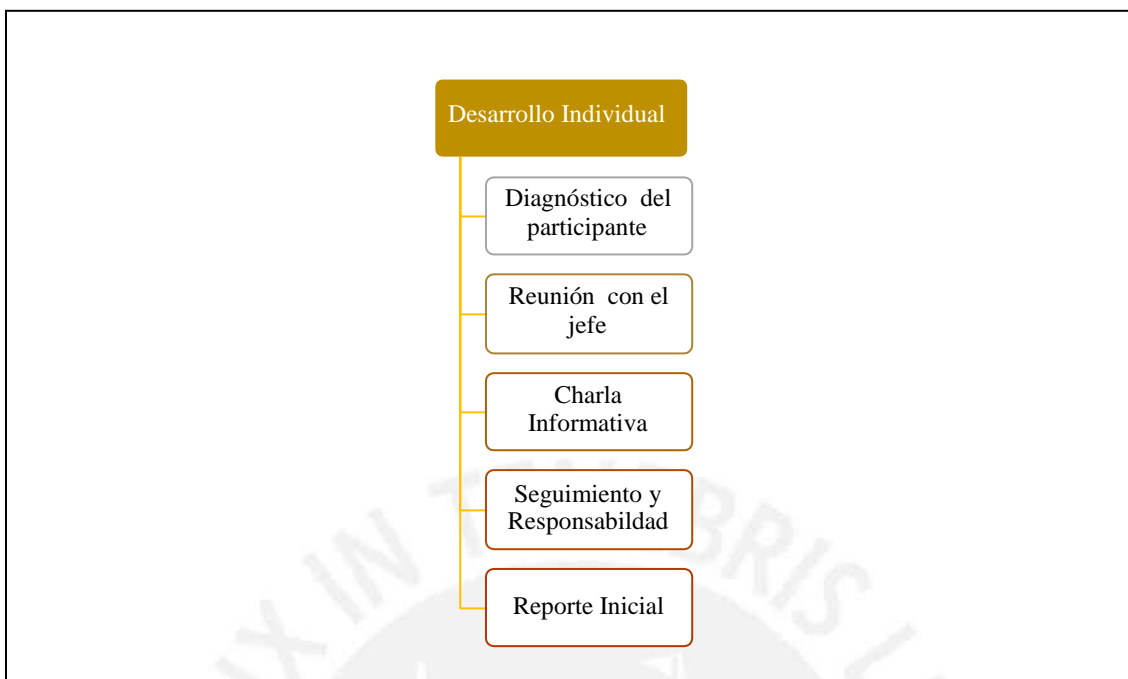 Desarrollo Individual
Diagnóstico del
participante
Reunión con el
jefe
Charla
Informativa
Seguimiento y
Responsabildad
Reporte Inicial